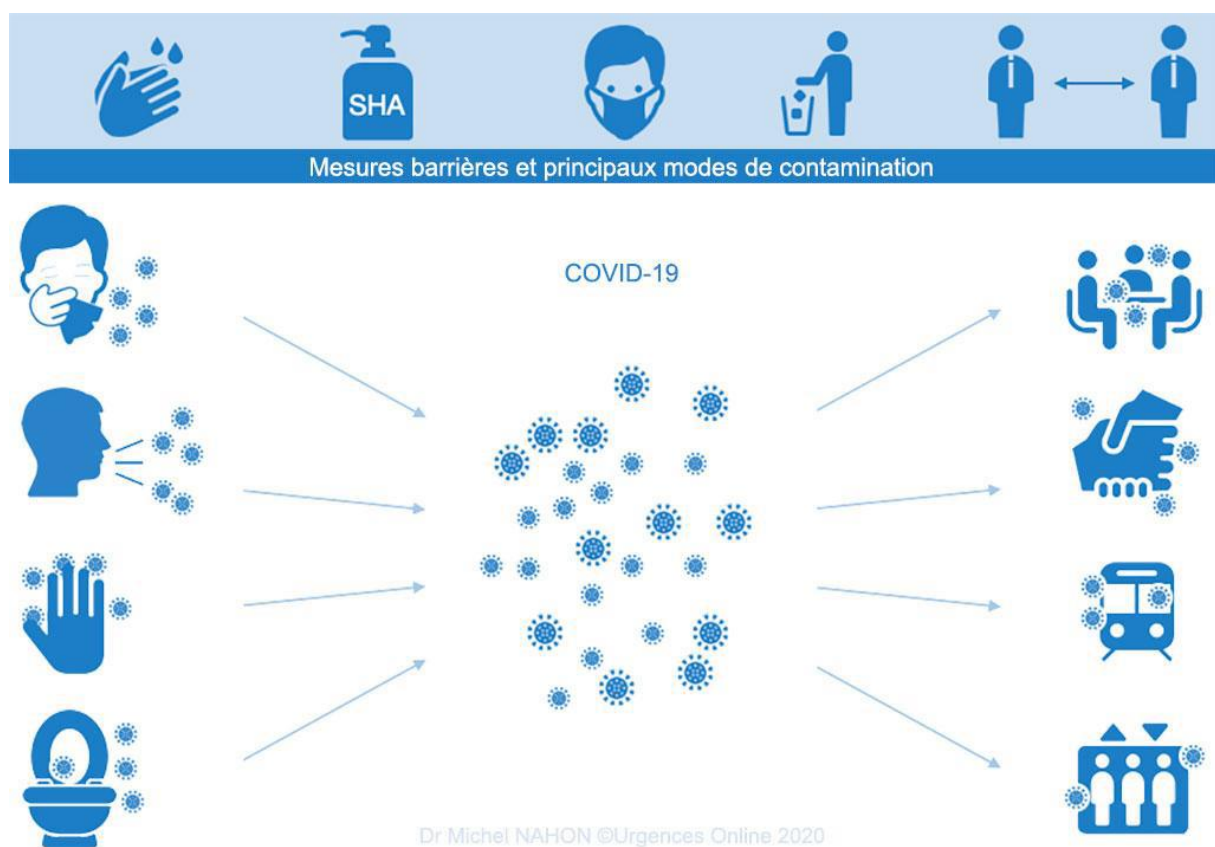 SHA
Mesures barrières et principaux modes de contamination
COVID-19
Dr Michel NAHON ©Urgences Online 2020